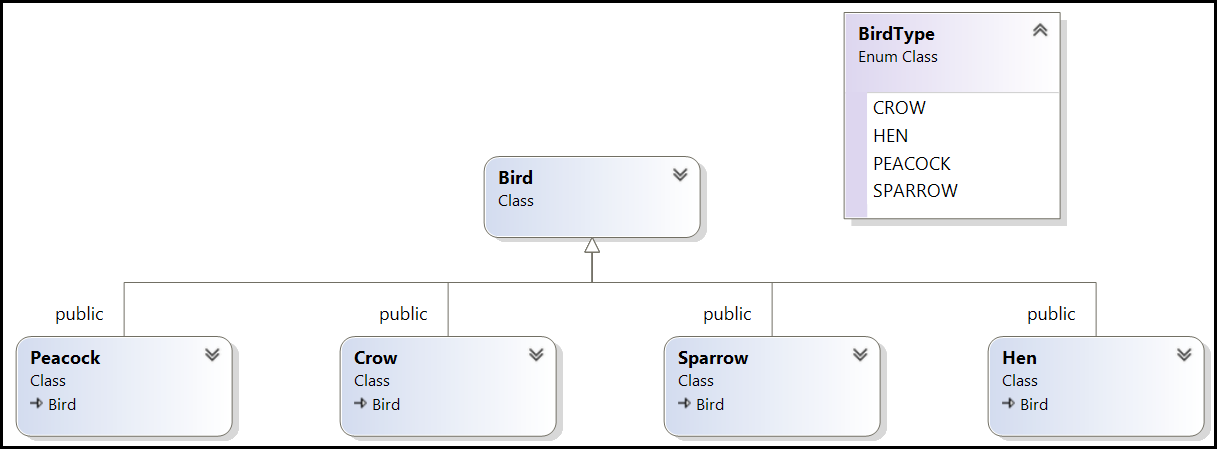 BirdType
Enum Class
CROW
HEN
PEACOCK
SPARROW
Bird
Class
public
public
public
public
Peacock
Class
Bird
Crow
Class
Bird
Sparrow
Class
Bird
Hen
Class
Bird